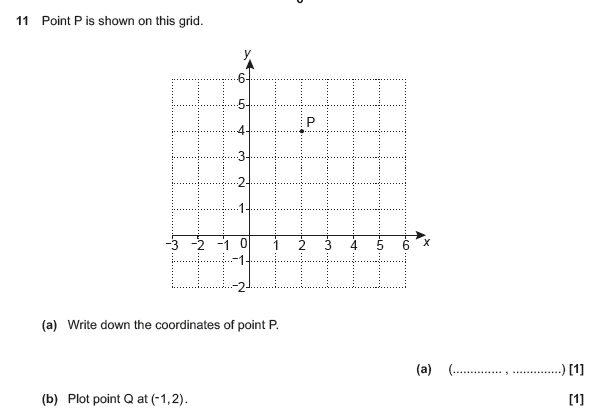 11 Point P is shown on this grid.
y
6
5
P
4
3
2
1
−3 −2 −1 0 1 2 3 4 5 6 x
−1
−2
(a) Write down the coordinates of point P.
(a) (.............. , ..............) [1]
(b) Plot point Q at (−1, 2). [1]